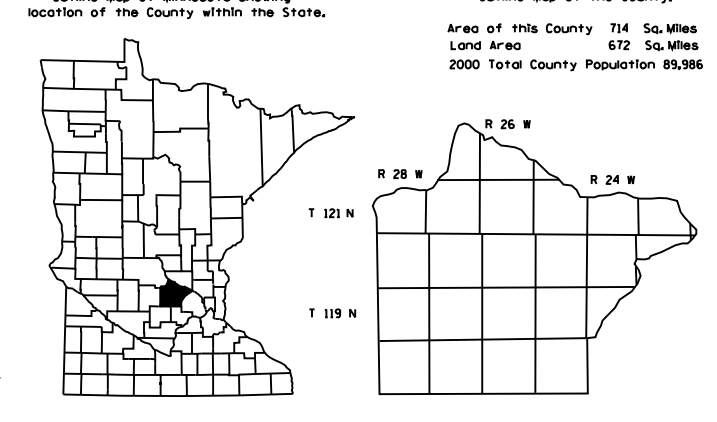 location of the County within the State.
Area of this County 714 Sq. Miles
Land Area 672 Sq. Miles
2000 Total County Population 89,986
R 26 W
R 28 W
R 24 W
T 121 N
T 119 N